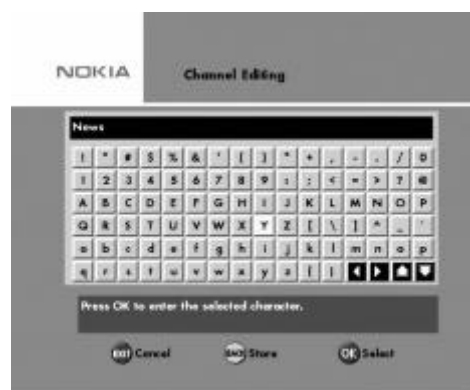 NOKIA
Channel Editing
News
! " # $ % & ' ( ) * + , - . / 0
1 2 3 4 5 6 7 8 9 : ; < = > ? @
A B C D E F G H I J K L M N O P
Q R S T U V W X Y Z [ \ ] ^ _ `
a b c d e f g h i j k l m n o p
q r s t u v w x y z
Press OK to enter the selected character.
EXIT Cancel BACK Store OK Select